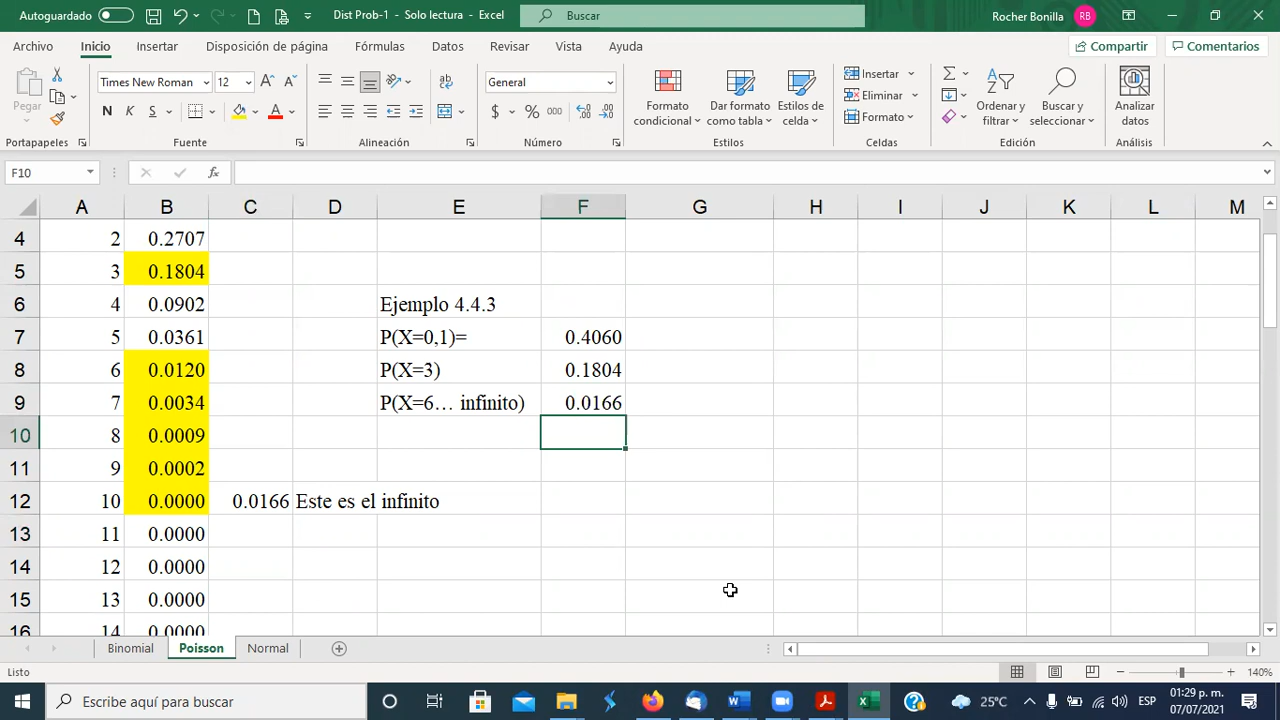 Autoguardado
Dist Prob-1 - Solo lectura - Excel
Buscar
Rocher Bonilla
RB
Archivo Inicio Insertar Disposición de página Fórmulas Datos Revisar Vista Ayuda
Compartir
Comentarios
Pegar
Times New Roman 12
N K S
A
ab
General
$ % 000
Formato condicional
Dar formato como tabla
Estilos de celda
Insertar
Eliminar
Formato
Ordenar y filtrar
Buscar y seleccionar
Analizar datos
Portapapeles Fuente Alineación Número Estilos Celdas Edición Análisis
F10
fx
A B C D E F G H I J K L M
4 2 0.2707
5 3 0.1804
6 4 0.0902 Ejemplo 4.4.3
7 5 0.0361 P(X=0,1)= 0.4060
8 6 0.0120 P(X=3) 0.1804
9 7 0.0034 P(X=6… infinito) 0.0166
10 8 0.0009
11 9 0.0002
12 10 0.0000 0.0166 Este es el infinito
13 11 0.0000
14 12 0.0000
15 13 0.0000
16 14 0.0000
Binomial Poisson Normal
Listo
140%
Escribe aquí para buscar
25°C
ESP
01:29 p. m.
07/07/2021